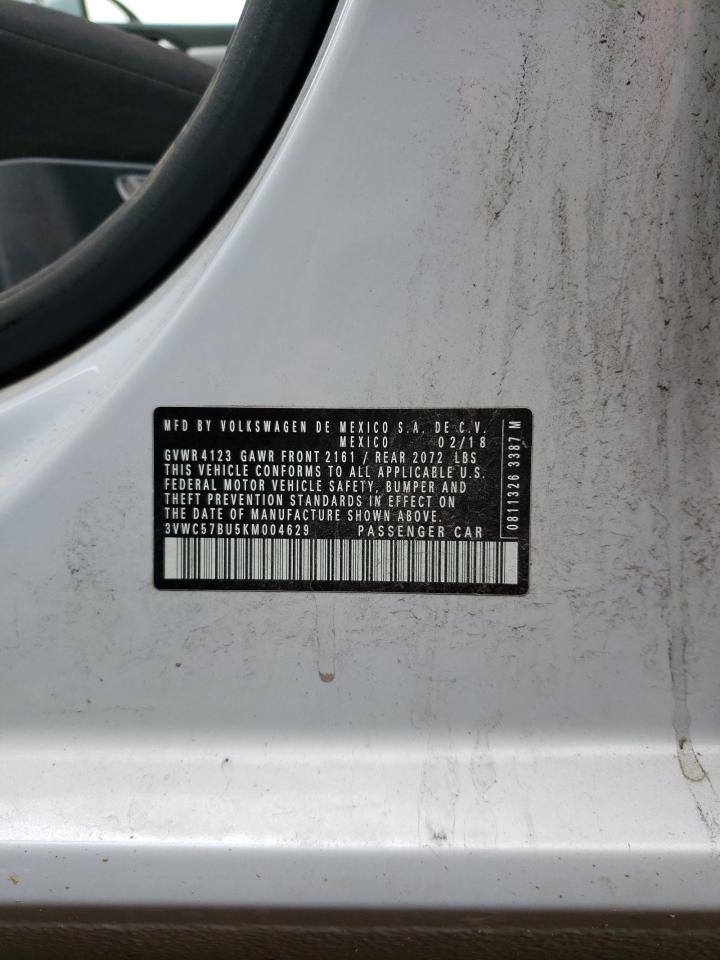 MFD BY VOLKSWAGEN DE MEXICO S.A. DE C.V.
MEXICO 02/18
GVWR 4123 GAWR FRONT 2161 / REAR 2072 LBS
THIS VEHICLE CONFORMS TO ALL APPLICABLE U.S.
FEDERAL MOTOR VEHICLE SAFETY, BUMPER AND
THEFT PREVENTION STANDARDS IN EFFECT ON
THE DATE OF MANUFACTURE SHOWN ABOVE.
3VWC57BU5KM004629 PASSENGER CAR
0811326 3387 M